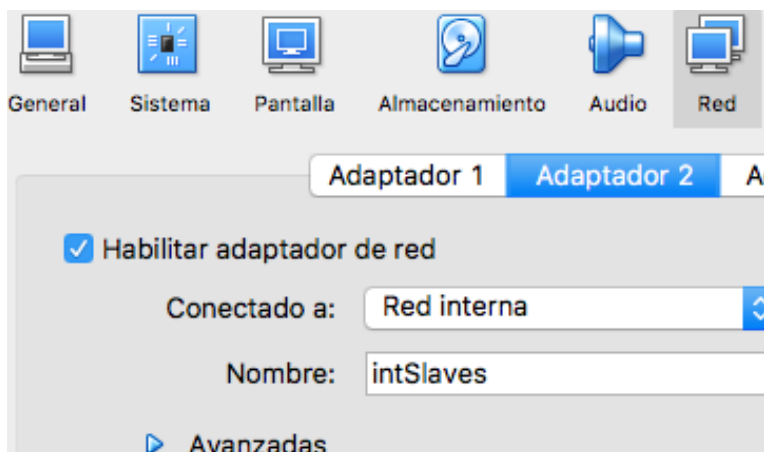 General Sistema Pantalla Almacenamiento Audio Red
Adaptador 1 Adaptador 2 A
Habilitar adaptador de red
Conectado a: Red interna
Nombre: intSlaves
Avanzadas